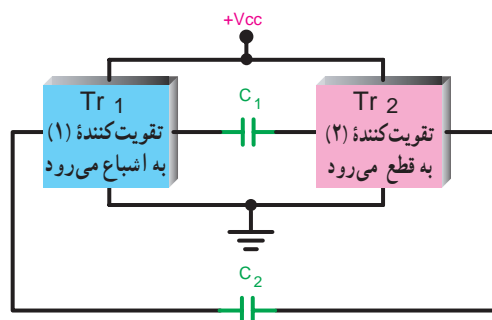 +Vcc
Tr 1
تقویت‌کنندهٔ (۱)
به اشباع می‌رود
C1
Tr 2
تقویت‌کنندهٔ (۲)
به قطع می‌رود
C2